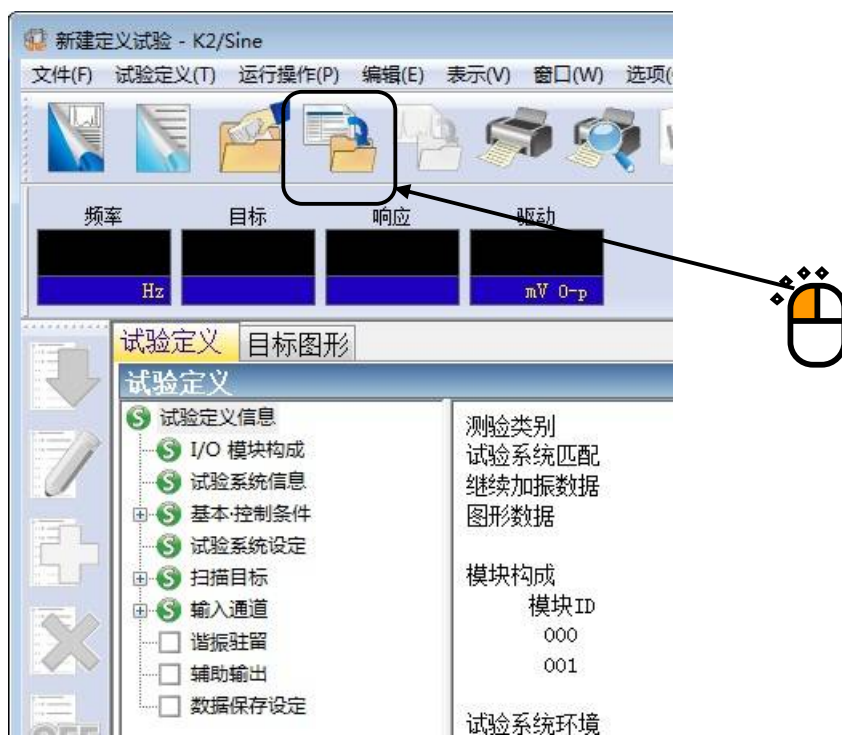 新建定义试验 - K2/Sine
文件(F) 试验定义(T) 运行操作(P) 编辑(E) 表示(V) 窗口(W) 选项(
频率 目标 响应 驱动
Hz mV 0-p
试验定义 目标图形
试验定义
试验定义信息
I/O 模块构成
试验系统信息
基本·控制条件
试验系统设定
扫描目标
输入通道
谐振驻留
辅助输出
数据保存设定
测验类别
试验系统匹配
继续加振数据
图形数据
模块构成
模块ID
000
001
试验系统环境